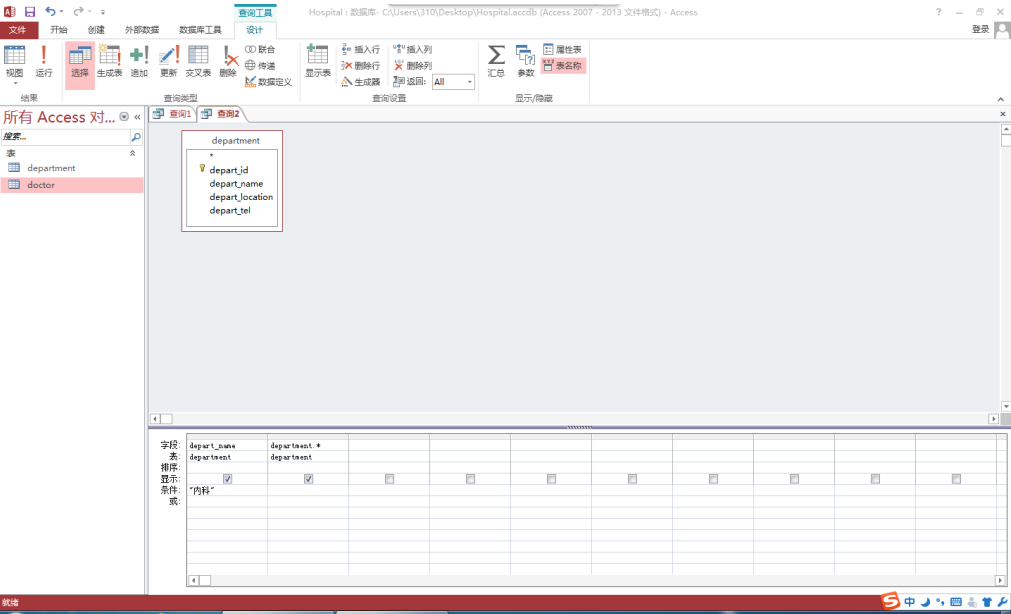 查询工具
Hospital : 数据库- C:\Users\310\Desktop\Hospital.accdb (Access 2007 - 2013 文件格式) - Access
文件 开始 创建 外部数据 数据库工具 设计 登录
视图 运行 选择 生成表 追加 更新 交叉表 删除
联合
传递
数据定义
显示表
插入行
删除行
生成器
插入列
删除列
返回: All
汇总 参数
属性表
表名称
结果 查询类型 查询设置 显示/隐藏
所有 Access 对... «
搜索...
表
department
doctor
查询1 查询2
department
*
depart_id
depart_name
depart_location
depart_tel
字段: depart_name department.*
表: department department
排序:
显示:
条件: "内科"
或:
就绪
S 中